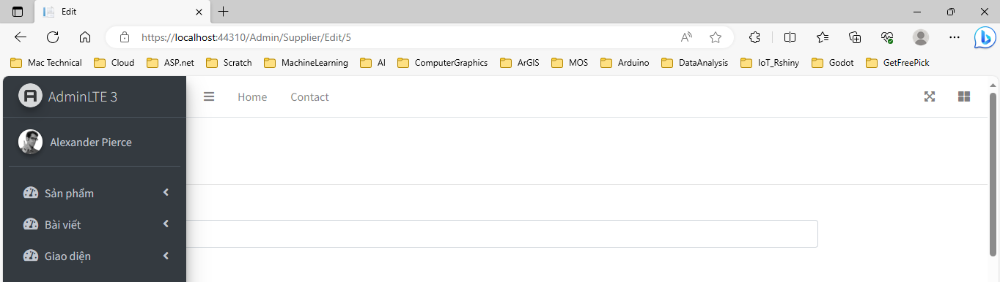 Edit
https://localhost:44310/Admin/Supplier/Edit/5
Mac Technical Cloud ASP.net Scratch MachineLearning AI ComputerGraphics ArGIS MOS Arduino DataAnalysis IoT_Rshiny Godot GetFreePick
AdminLTE 3 Home Contact
Alexander Pierce
Sản phẩm
Bài viết
Giao diện